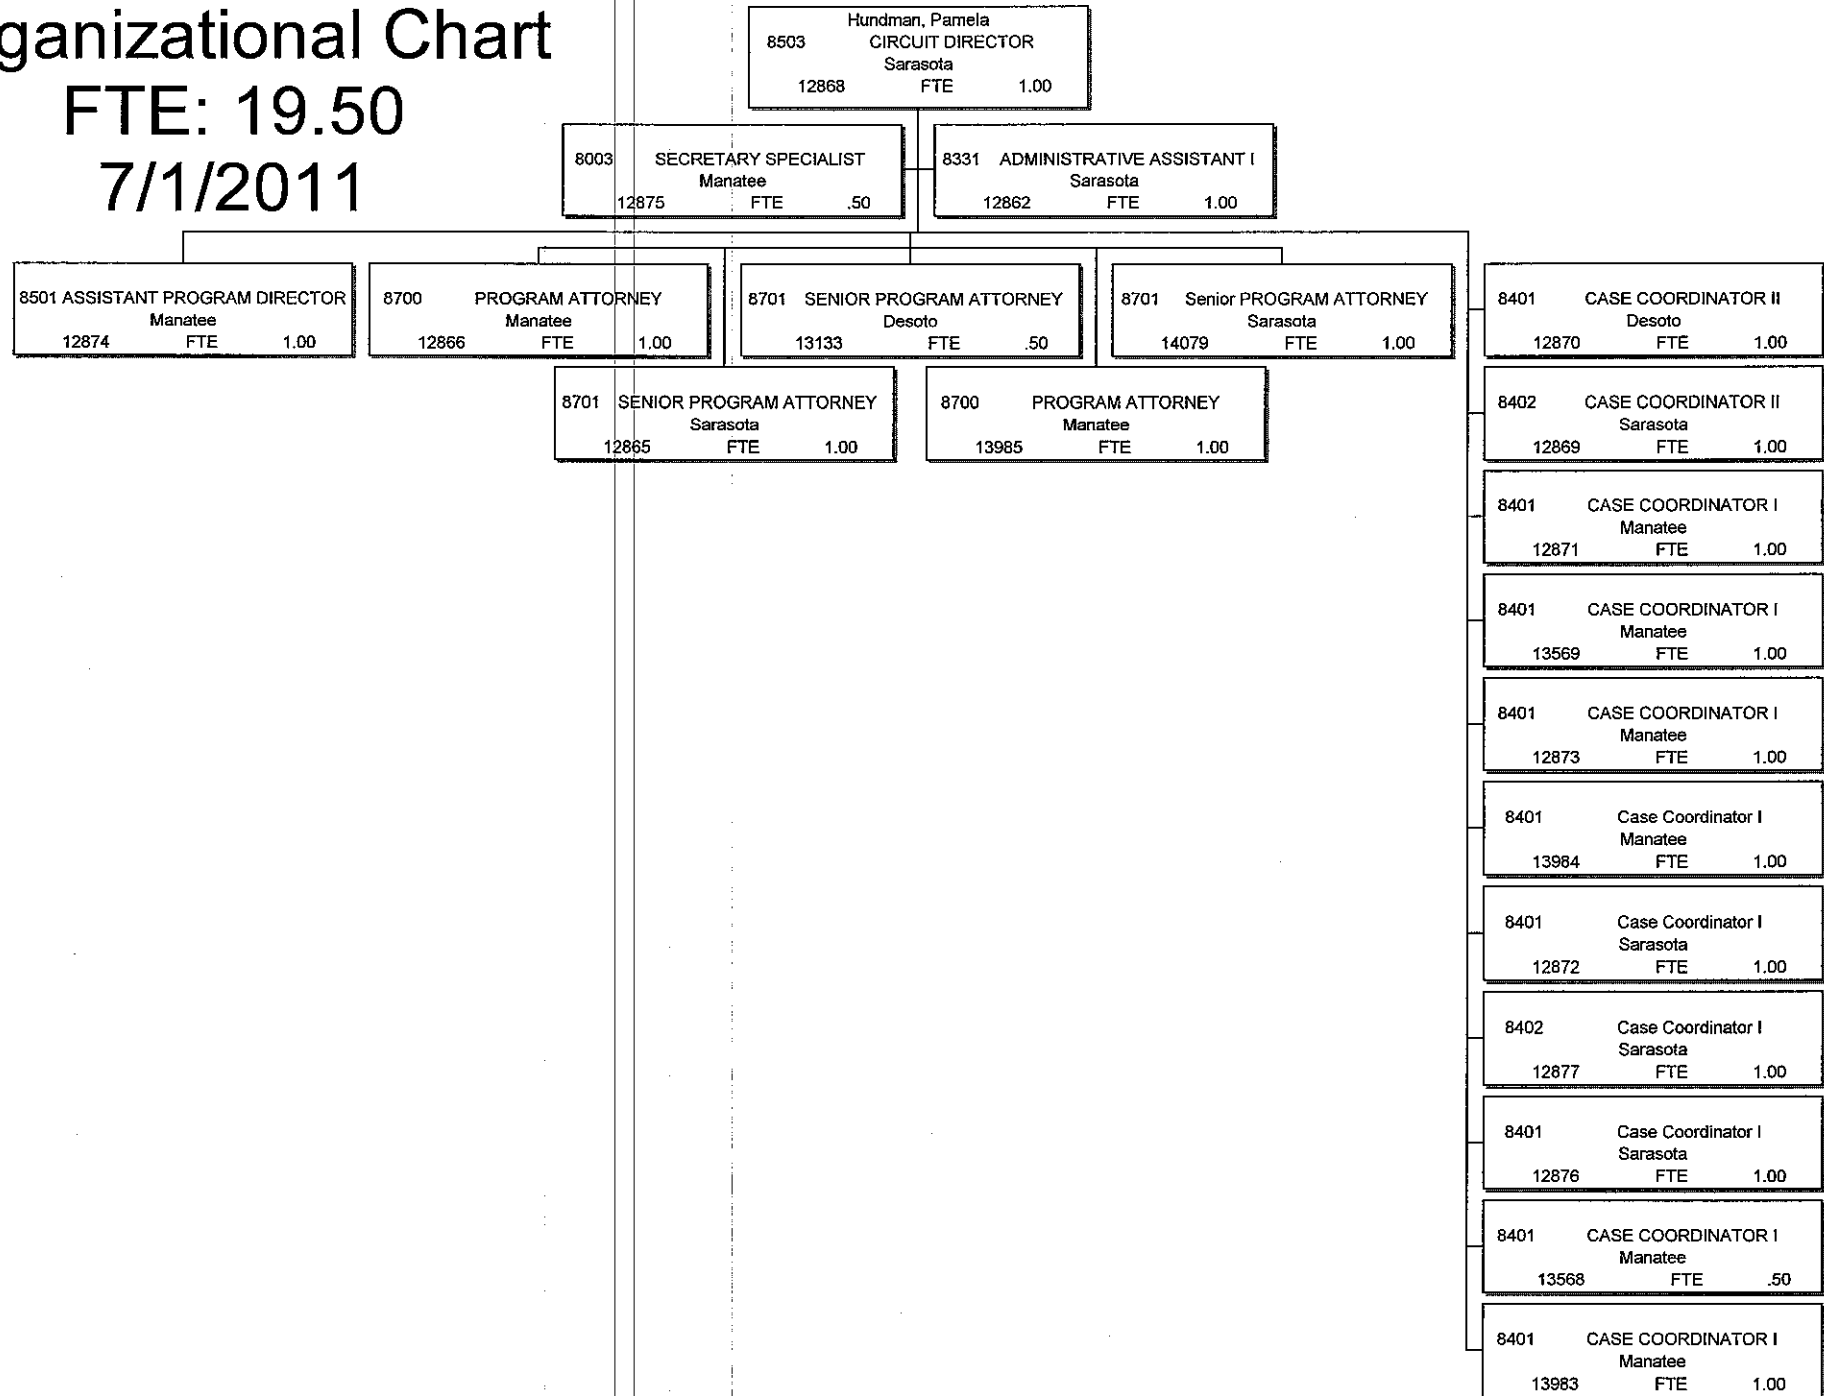 ganizational Chart
FTE: 19.50
7/1/2011
Hundman, Pamela
8503 CIRCUIT DIRECTOR
Sarasota
12868 FTE 1.00
8003 SECRETARY SPECIALIST
Manatee
12875 FTE .50
8331 ADMINISTRATIVE ASSISTANT I
Sarasota
12862 FTE 1.00
8501 ASSISTANT PROGRAM DIRECTOR
Manatee
12874 FTE 1.00
8700 PROGRAM ATTORNEY
Manatee
12866 FTE 1.00
8701 SENIOR PROGRAM ATTORNEY
Desoto
13133 FTE .50
8701 Senior PROGRAM ATTORNEY
Sarasota
14079 FTE 1.00
8701 SENIOR PROGRAM ATTORNEY
Sarasota
12865 FTE 1.00
8700 PROGRAM ATTORNEY
Manatee
13985 FTE 1.00
8401 CASE COORDINATOR II
Desoto
12870 FTE 1.00
8402 CASE COORDINATOR II
Sarasota
12869 FTE 1.00
8401 CASE COORDINATOR I
Manatee
12871 FTE 1.00
8401 CASE COORDINATOR I
Manatee
13569 FTE 1.00
8401 CASE COORDINATOR I
Manatee
12873 FTE 1.00
8401 Case Coordinator I
Manatee
13984 FTE 1.00
8401 Case Coordinator I
Sarasota
12872 FTE 1.00
8402 Case Coordinator I
Sarasota
12877 FTE 1.00
8401 Case Coordinator I
Sarasota
12876 FTE 1.00
8401 CASE COORDINATOR 1
Manatee
13568 FTE .50
8401 CASE COORDINATOR I
Manatee
13983 FTE 1.00